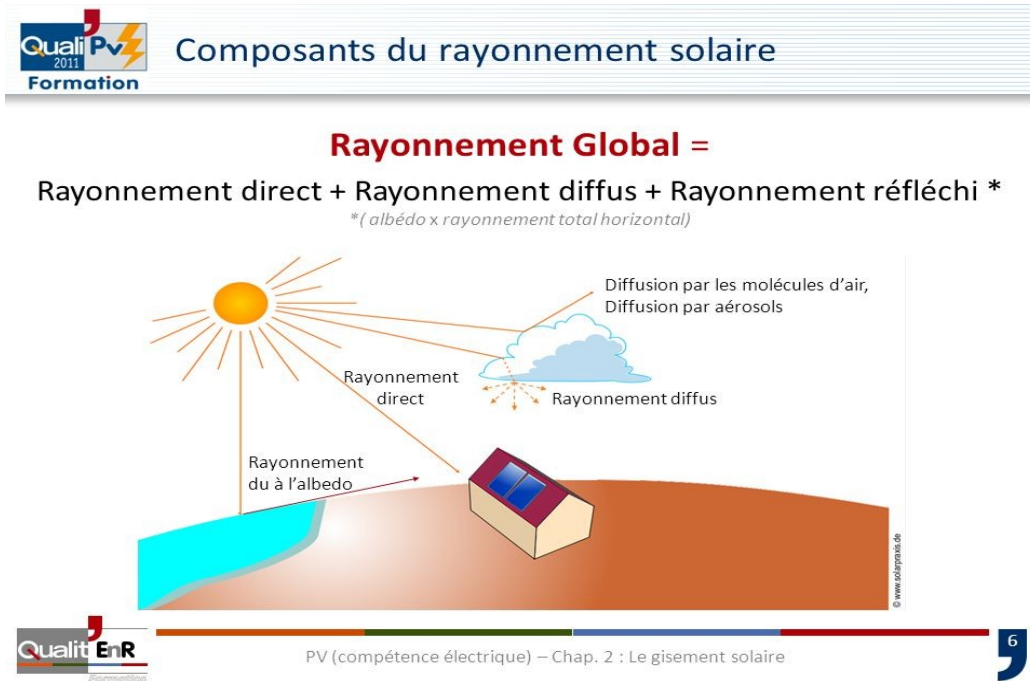 Quali PV
2011
Formation
Composants du rayonnement solaire
Rayonnement Global =
Rayonnement direct + Rayonnement diffus + Rayonnement réfléchi *
*( albédo x rayonnement total horizontal)
Diffusion par les molécules d'air,
Diffusion par aérosols
Rayonnement
direct
Rayonnement diffus
Rayonnement
du à l'albedo
© www.solarpraxis.de
Qualit EnR
Formation
PV (compétence électrique) – Chap. 2 : Le gisement solaire
6